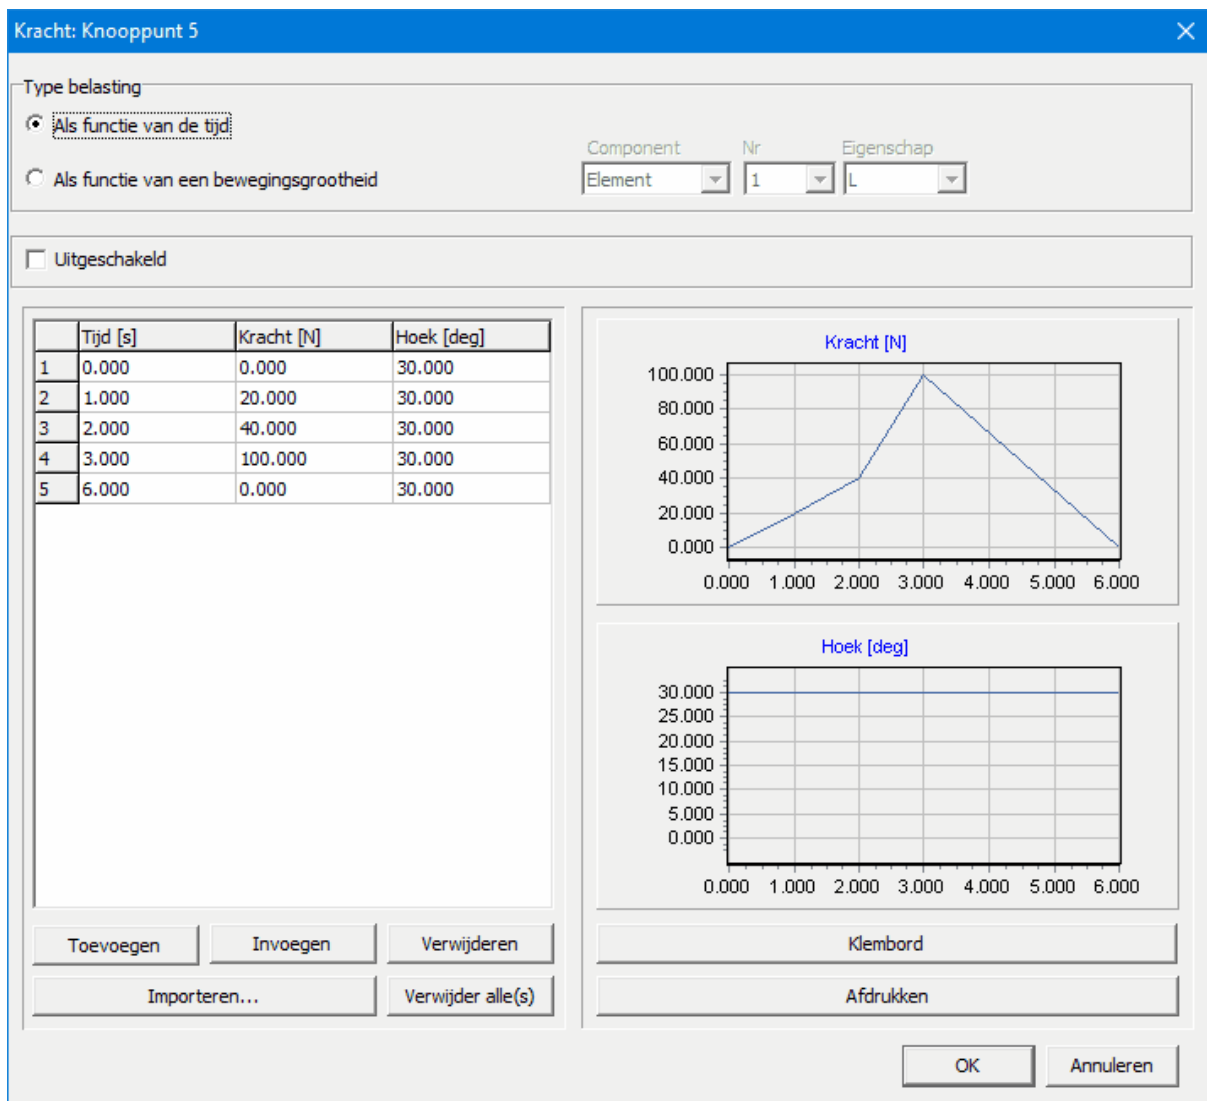 Kracht: Knooppunt 5
Type belasting
Als functie van de tijd
Component Nr Eigenschap
Als functie van een bewegingsgrootheid Element 1 L
Uitgeschakeld
Tijd [s] Kracht [N] Hoek [deg]
1 0.000 0.000 30.000
2 1.000 20.000 30.000
3 2.000 40.000 30.000
4 3.000 100.000 30.000
5 6.000 0.000 30.000
Kracht [N]
100.000
80.000
60.000
40.000
20.000
0.000
0.000 1.000 2.000 3.000 4.000 5.000 6.000
Hoek [deg]
30.000
25.000
20.000
15.000
10.000
5.000
0.000
0.000 1.000 2.000 3.000 4.000 5.000 6.000
Toevoegen Invoegen Verwijderen
Importeren... Verwijder alle(s)
Klembord
Afdrukken
OK Annuleren